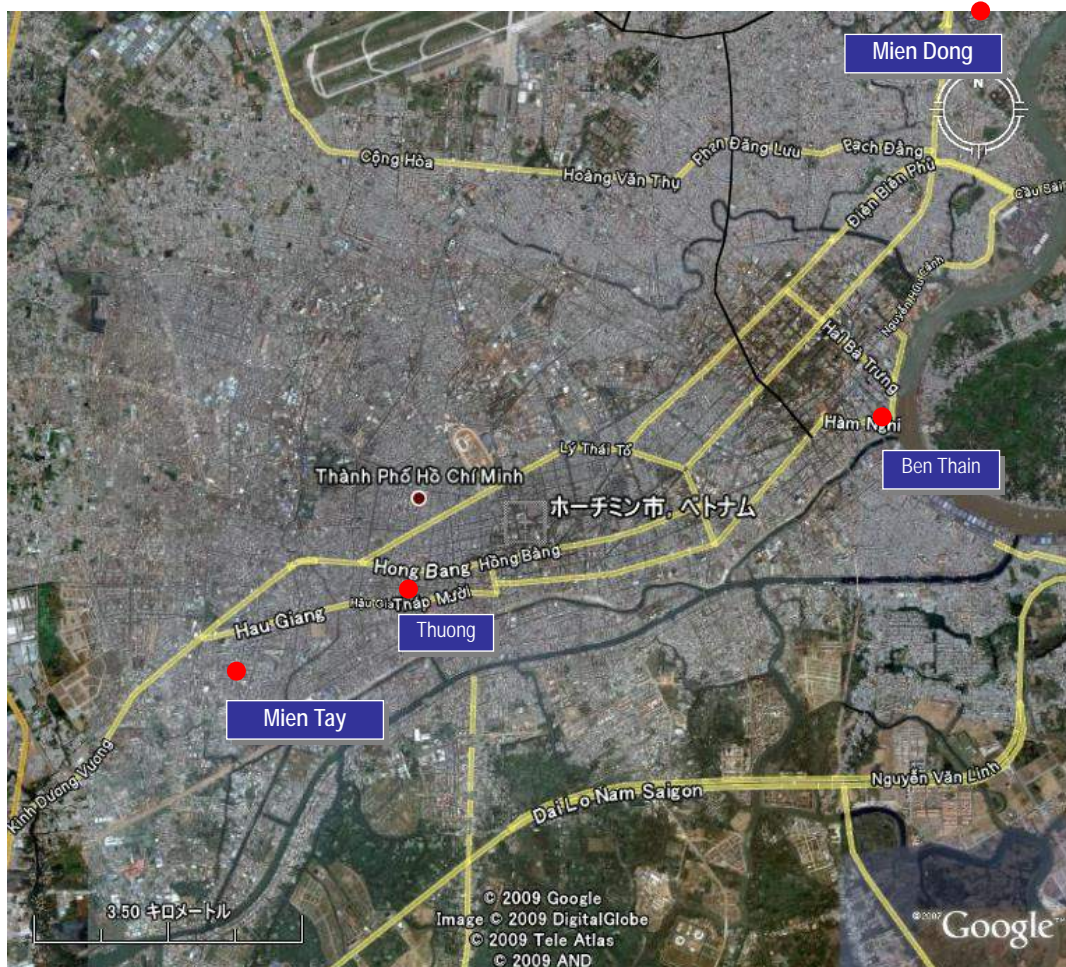 Mien Dong
N
Phan Đăng Lưu
Bạch Đằng
Cộng Hòa
Hoàng Văn Thụ
Điện Biên Phủ
Cầu Sài
Nguyễn Hữu Cảnh
Hai Bà Trưng
Hàm Nghi
Lý Thái Tổ
Ben Thain
Thành Phố Hồ Chí Minh
ホーチミン市, ベトナム
Hong Bang
Hồng Bàng
Hậu Gia
Tháp Mười
Hau Giang
Thuong
Mien Tay
Kinh Dương Vương
Dai Lo Nam Saigon
Nguyễn Văn Linh
3.50 キロメートル
© 2009 Google
Image © 2009 DigitalGlobe
© 2009 Tele Atlas
© 2009 AND
©2007 Google™